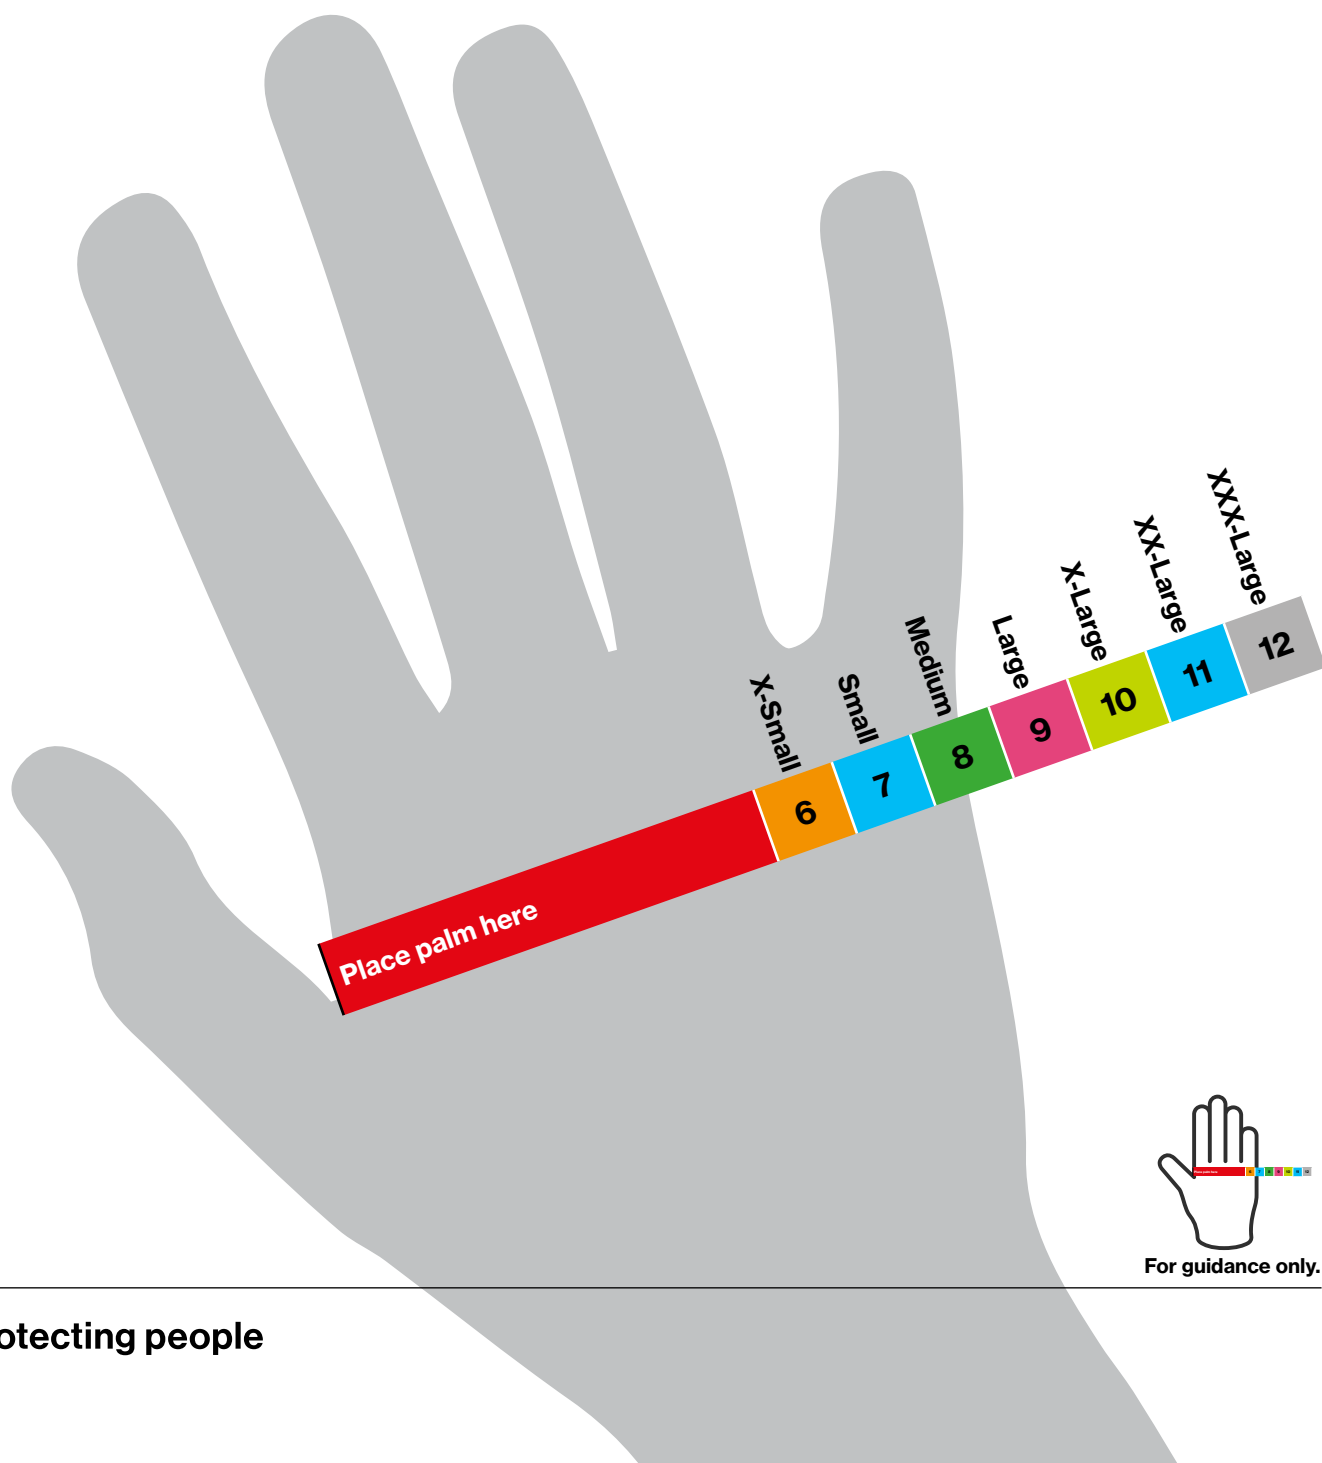 XXX-Large
XX-Large
X-Large
Large
Medium
Small
X-Small
Place palm here
6
7
8
9
10
11
12
For guidance only.
otecting people